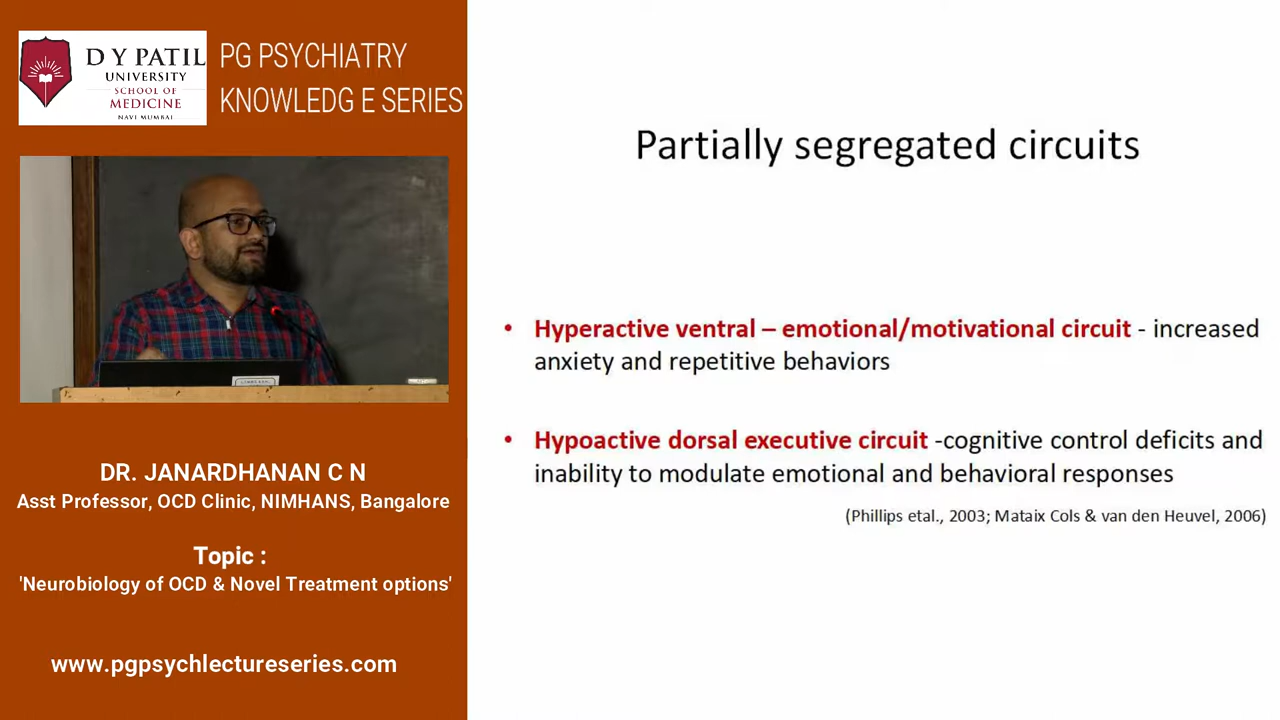 D Y PATIL
UNIVERSITY
SCHOOL OF
MEDICINE
NAVI MUMBAI
PG PSYCHIATRY
KNOWLEDG E SERIES
DR. JANARDHANAN C N
Asst Professor, OCD Clinic, NIMHANS, Bangalore
Topic :
'Neurobiology of OCD & Novel Treatment options'
www.pgpsychlectureseries.com
Partially segregated circuits
• Hyperactive ventral – emotional/motivational circuit - increased
anxiety and repetitive behaviors
• Hypoactive dorsal executive circuit -cognitive control deficits and
inability to modulate emotional and behavioral responses
(Phillips etal., 2003; Mataix Cols & van den Heuvel, 2006)